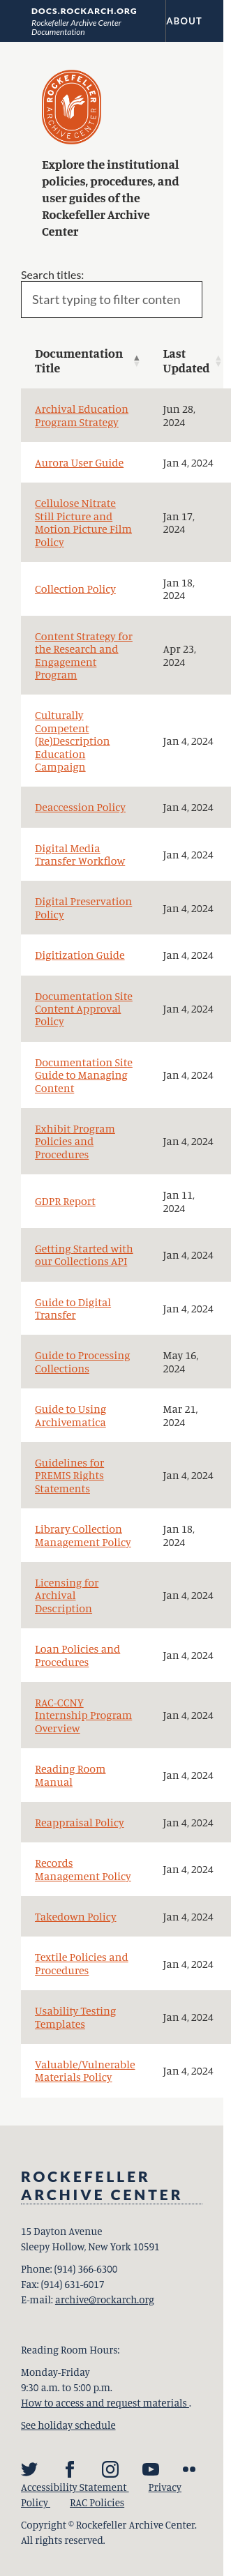 DOCS.ROCKARCH.ORG
Rockefeller Archive Center
Documentation
ABOUT
ROCKEFELLER
ARCHIVE CENTER
Explore the institutional
policies, procedures, and
user guides of the
Rockefeller Archive
Center
Search titles:
Start typing to filter conten
Documentation
Title
Last
Updated
Archival Education
Program Strategy
Jun 28,
2024
Aurora User Guide
Jan 4, 2024
Cellulose Nitrate
Still Picture and
Motion Picture Film
Policy
Jan 17,
2024
Collection Policy
Jan 18,
2024
Content Strategy for
the Research and
Engagement
Program
Apr 23,
2024
Culturally
Competent
(Re)Description
Education
Campaign
Jan 4, 2024
Deaccession Policy
Jan 4, 2024
Digital Media
Transfer Workflow
Jan 4, 2024
Digital Preservation
Policy
Jan 4, 2024
Digitization Guide
Jan 4, 2024
Documentation Site
Content Approval
Policy
Jan 4, 2024
Documentation Site
Guide to Managing
Content
Jan 4, 2024
Exhibit Program
Policies and
Procedures
Jan 4, 2024
GDPR Report
Jan 11,
2024
Getting Started with
our Collections API
Jan 4, 2024
Guide to Digital
Transfer
Jan 4, 2024
Guide to Processing
Collections
May 16,
2024
Guide to Using
Archivematica
Mar 21,
2024
Guidelines for
PREMIS Rights
Statements
Jan 4, 2024
Library Collection
Management Policy
Jan 18,
2024
Licensing for
Archival
Description
Jan 4, 2024
Loan Policies and
Procedures
Jan 4, 2024
RAC-CCNY
Internship Program
Overview
Jan 4, 2024
Reading Room
Manual
Jan 4, 2024
Reappraisal Policy
Jan 4, 2024
Records
Management Policy
Jan 4, 2024
Takedown Policy
Jan 4, 2024
Textile Policies and
Procedures
Jan 4, 2024
Usability Testing
Templates
Jan 4, 2024
Valuable/Vulnerable
Materials Policy
Jan 4, 2024
ROCKEFELLER
ARCHIVE CENTER
15 Dayton Avenue
Sleepy Hollow, New York 10591
Phone: (914) 366-6300
Fax: (914) 631-6017
E-mail: archive@rockarch.org
Reading Room Hours:
Monday-Friday
9:30 a.m. to 5:00 p.m.
How to access and request materials .
See holiday schedule
Accessibility Statement Privacy
Policy RAC Policies
Copyright © Rockefeller Archive Center.
All rights reserved.